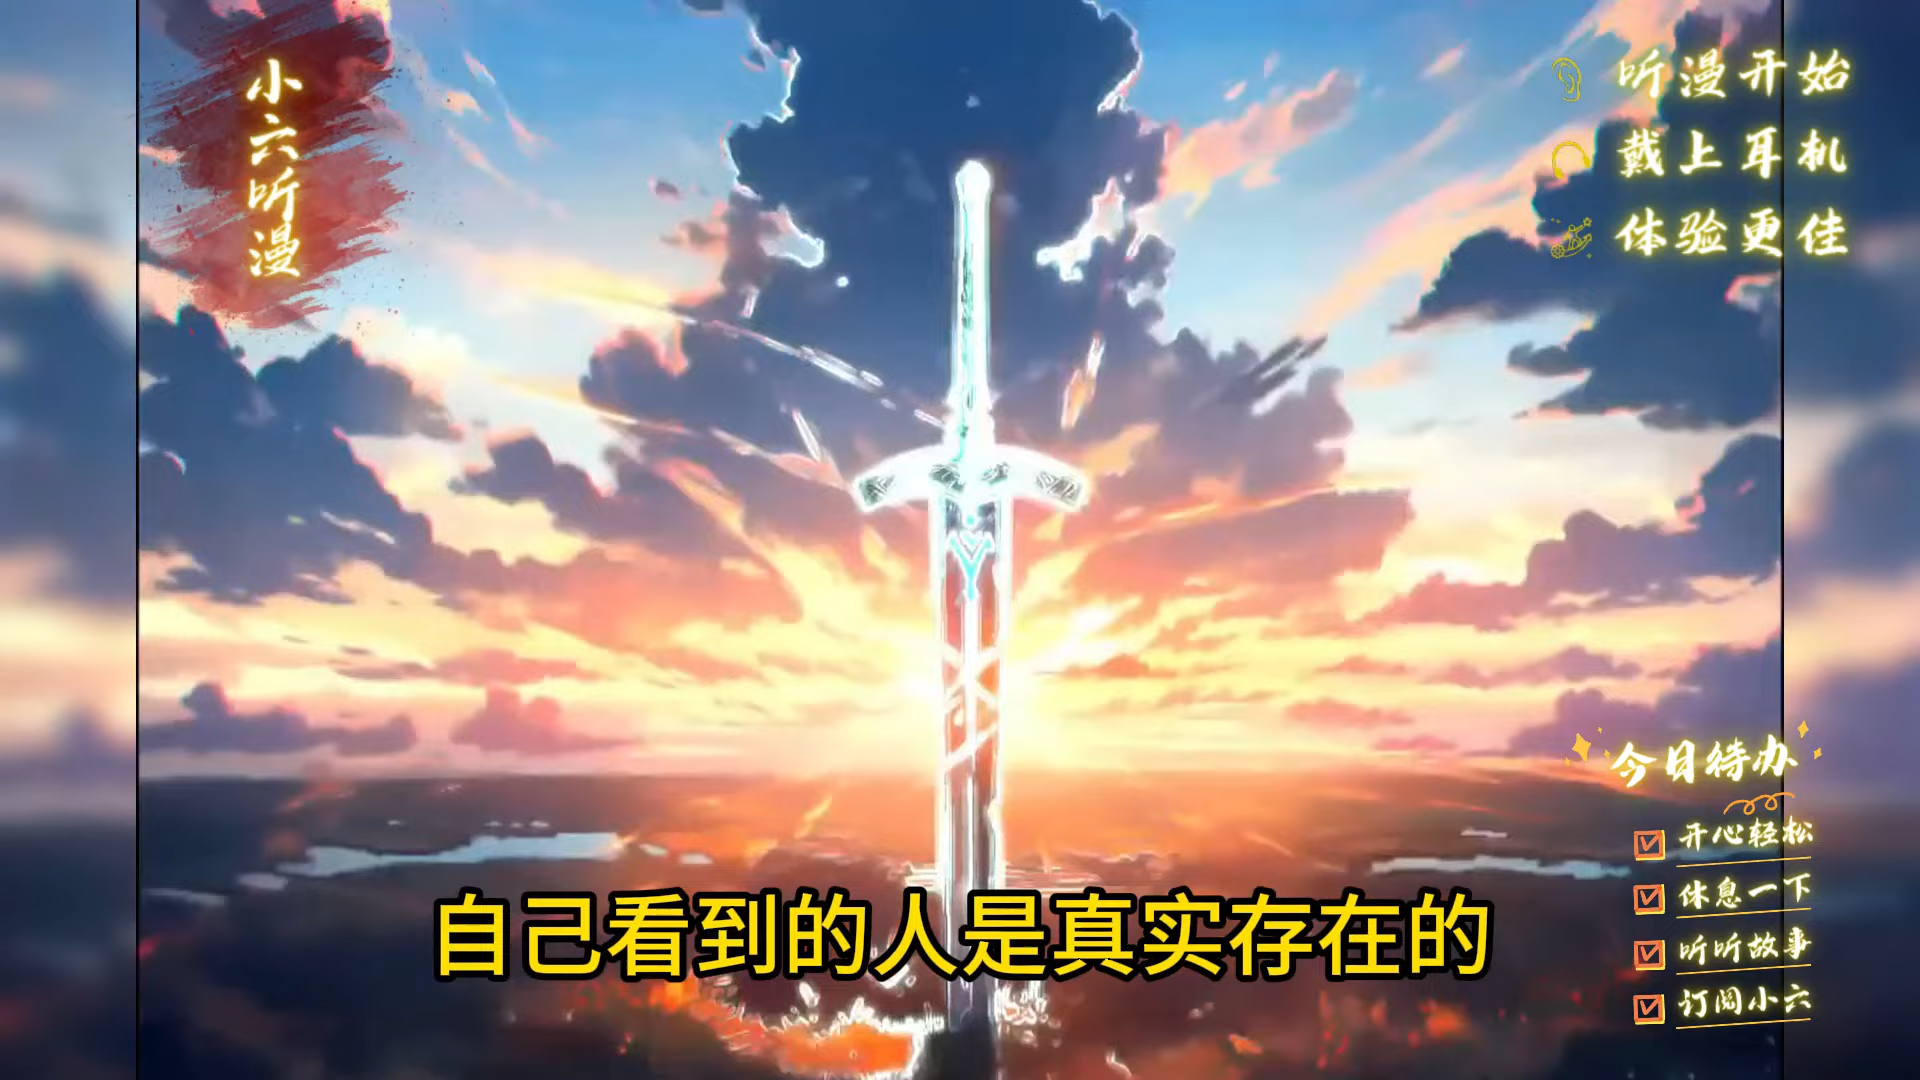 小六听漫
听漫开始
戴上耳机
体验更佳
今日待办
开心轻松
休息一下
听听故事
订阅小六
自己看到的人是真实存在的